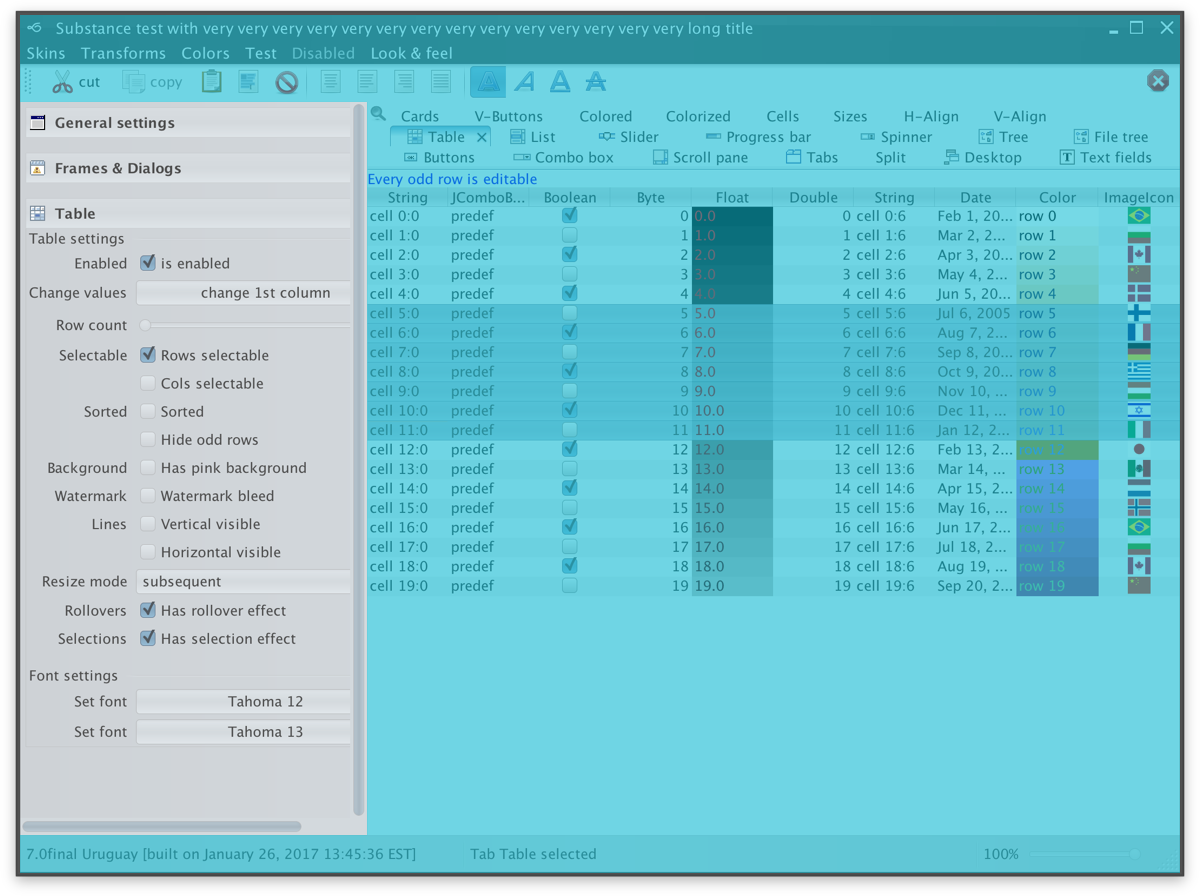 Substance test with very very very very very very very very very very very very very very long title
Skins Transforms Colors Test Disabled Look & feel
cut copy
General settings
Frames & Dialogs
Table
Table settings
Enabled is enabled
Change values change 1st column
Row count
Selectable Rows selectable
Cols selectable
Sorted Sorted
Hide odd rows
Background Has pink background
Watermark Watermark bleed
Lines Vertical visible
Horizontal visible
Resize mode subsequent
Rollovers Has rollover effect
Selections Has selection effect
Font settings
Set font Tahoma 12
Set font Tahoma 13
Cards V-Buttons Colored Colorized Cells Sizes H-Align V-Align
Table List Slider Progress bar Spinner Tree File tree
Buttons Combo box Scroll pane Tabs Split Desktop Text fields
Every odd row is editable
String JComboB... Boolean Byte Float Double String Date Color ImageIcon
cell 0:0 predef 0 0.0 0 cell 0:6 Feb 1, 20... row 0
cell 1:0 predef 1 1.0 1 cell 1:6 Mar 2, 2... row 1
cell 2:0 predef 2 2.0 2 cell 2:6 Apr 3, 20... row 2
cell 3:0 predef 3 3.0 3 cell 3:6 May 4, 2... row 3
cell 4:0 predef 4 4.0 4 cell 4:6 Jun 5, 20... row 4
cell 5:0 predef 5 5.0 5 cell 5:6 Jul 6, 2005 row 5
cell 6:0 predef 6 6.0 6 cell 6:6 Aug 7, 2... row 6
cell 7:0 predef 7 7.0 7 cell 7:6 Sep 8, 20... row 7
cell 8:0 predef 8 8.0 8 cell 8:6 Oct 9, 20... row 8
cell 9:0 predef 9 9.0 9 cell 9:6 Nov 10, ... row 9
cell 10:0 predef 10 10.0 10 cell 10:6 Dec 11, ... row 10
cell 11:0 predef 11 11.0 11 cell 11:6 Jan 12, 2... row 11
cell 12:0 predef 12 12.0 12 cell 12:6 Feb 13, 2... row 12
cell 13:0 predef 13 13.0 13 cell 13:6 Mar 14, ... row 13
cell 14:0 predef 14 14.0 14 cell 14:6 Apr 15, 2... row 14
cell 15:0 predef 15 15.0 15 cell 15:6 May 16, ... row 15
cell 16:0 predef 16 16.0 16 cell 16:6 Jun 17, 2... row 16
cell 17:0 predef 17 17.0 17 cell 17:6 Jul 18, 2... row 17
cell 18:0 predef 18 18.0 18 cell 18:6 Aug 19, ... row 18
cell 19:0 predef 19 19.0 19 cell 19:6 Sep 20, 2... row 19
7.0final Uruguay [built on January 26, 2017 13:45:36 EST] Tab Table selected 100%